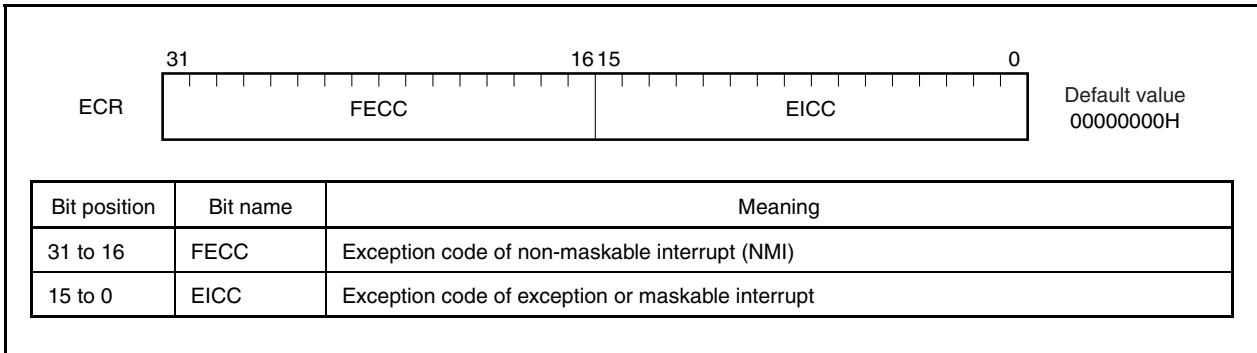 31 16 15 0
ECR FECC EICC Default value
00000000H
Bit position Bit name Meaning
31 to 16 FECC Exception code of non-maskable interrupt (NMI)
15 to 0 EICC Exception code of exception or maskable interrupt